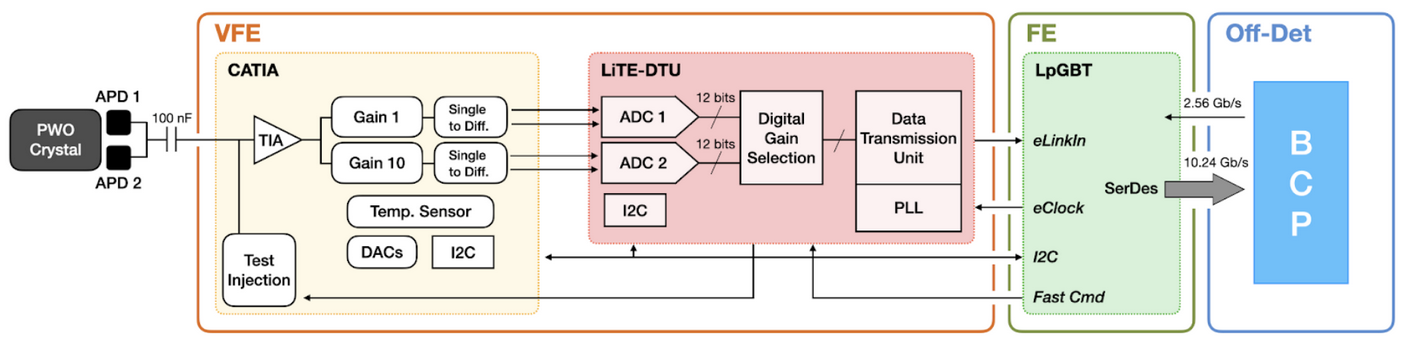 VFE
FE
Off-Det
CATIA
LiTE-DTU
LpGBT
APD 1
PWO
Crystal
APD 2
100 nF
TIA
Gain 1
Single
to Diff.
Gain 10
Single
to Diff.
Temp. Sensor
DACs
I2C
Test
Injection
ADC 1
12 bits
ADC 2
12 bits
I2C
Digital
Gain
Selection
Data
Transmission
Unit
PLL
eLinkIn
SerDes
eClock
I2C
Fast Cmd
2.56 Gb/s
10.24 Gb/s
B
C
P